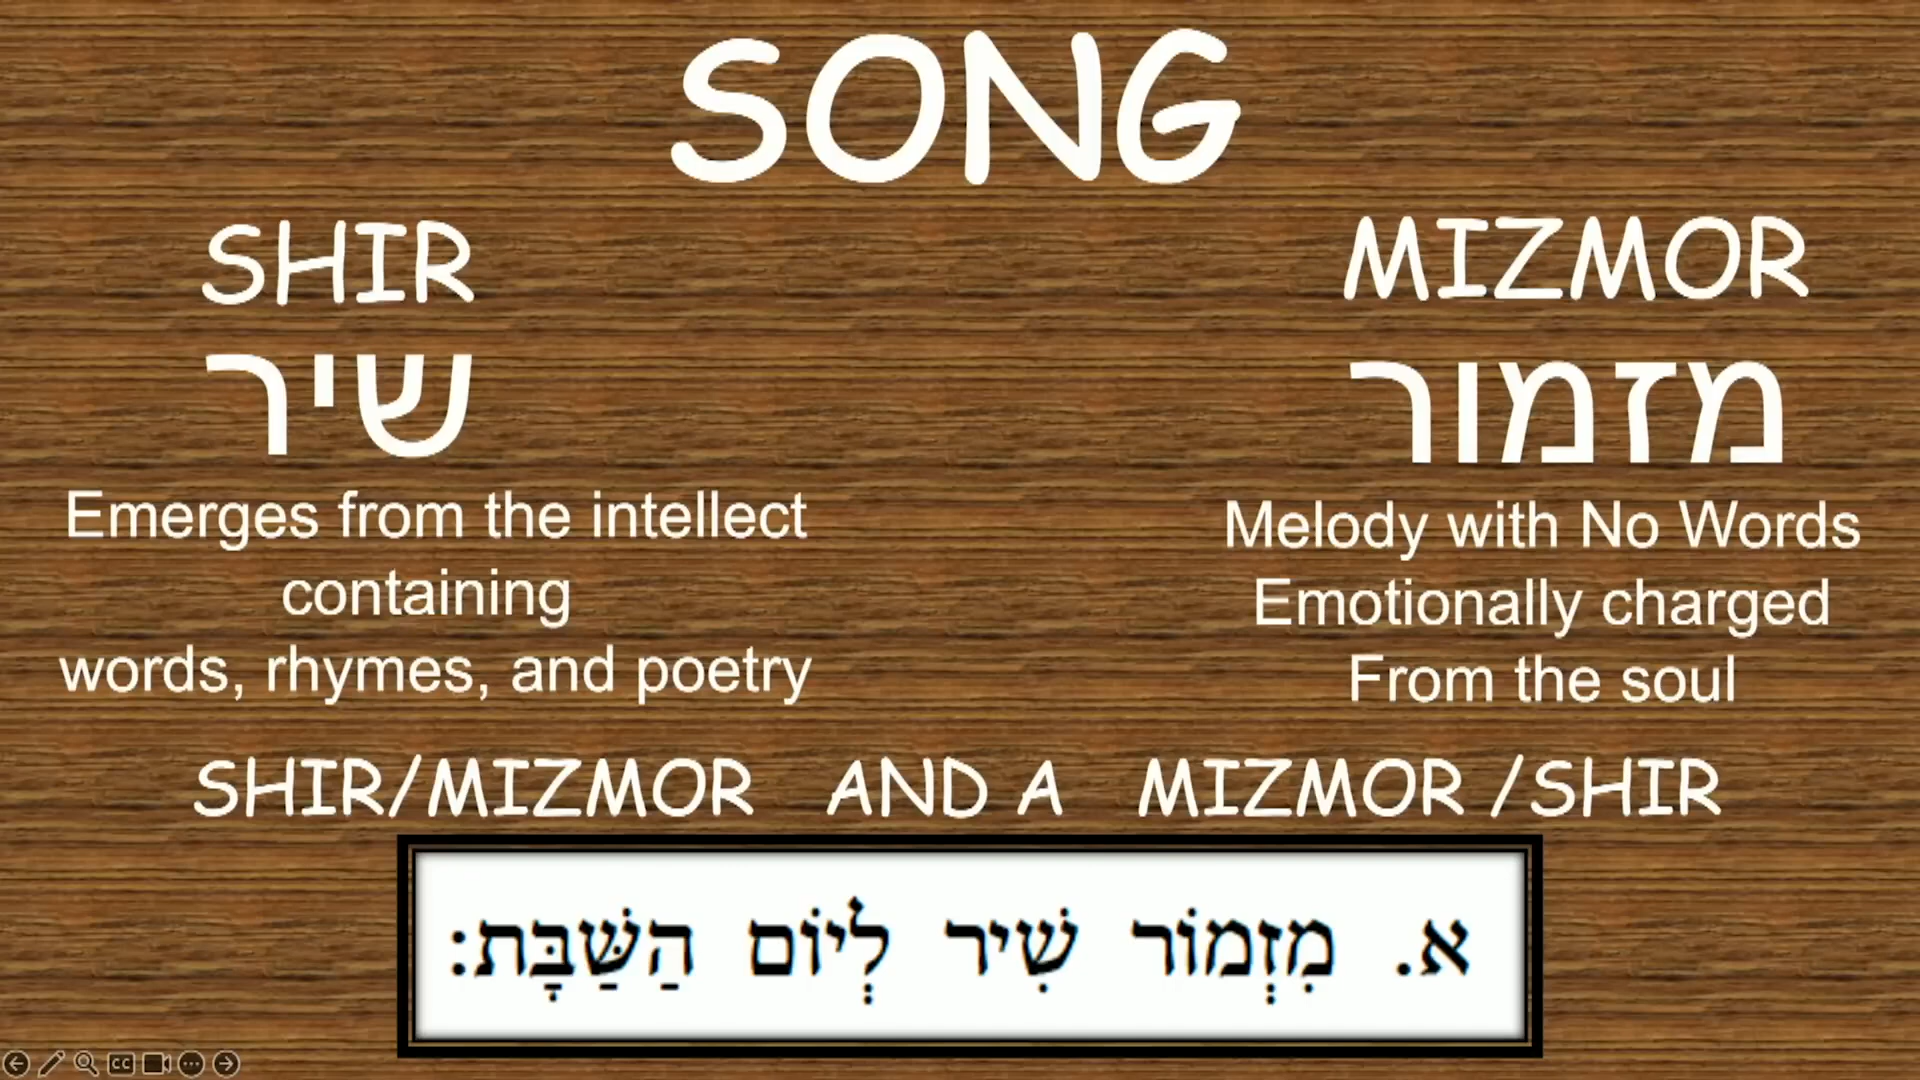 SONG
SHIR
שיר
Emerges from the intellect
containing
words, rhymes, and poetry
MIZMOR
מזמור
Melody with No Words
Emotionally charged
From the soul
SHIR/MIZMOR AND A MIZMOR /SHIR
א. מִזְמוֹר שִׁיר לְיוֹם הַשַּׁבָּת:
CC